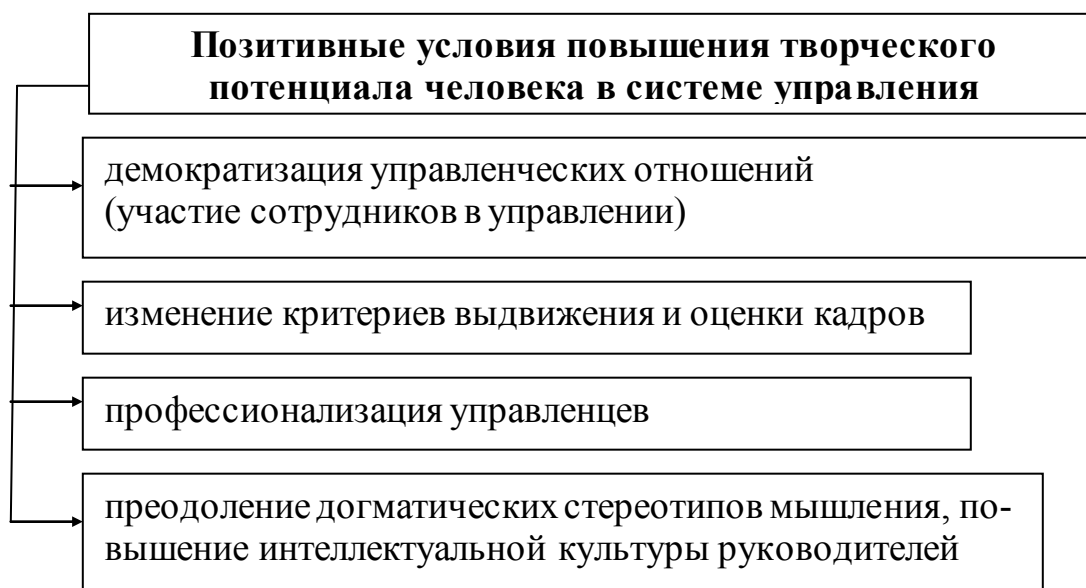 Позитивные условия повышения творческого
потенциала человека в системе управления
демократизация управленческих отношений
(участие сотрудников в управлении)
изменение критериев выдвижения и оценки кадров
профессионализация управленцев
преодоление догматических стереотипов мышления, по-
вышение интеллектуальной культуры руководителей